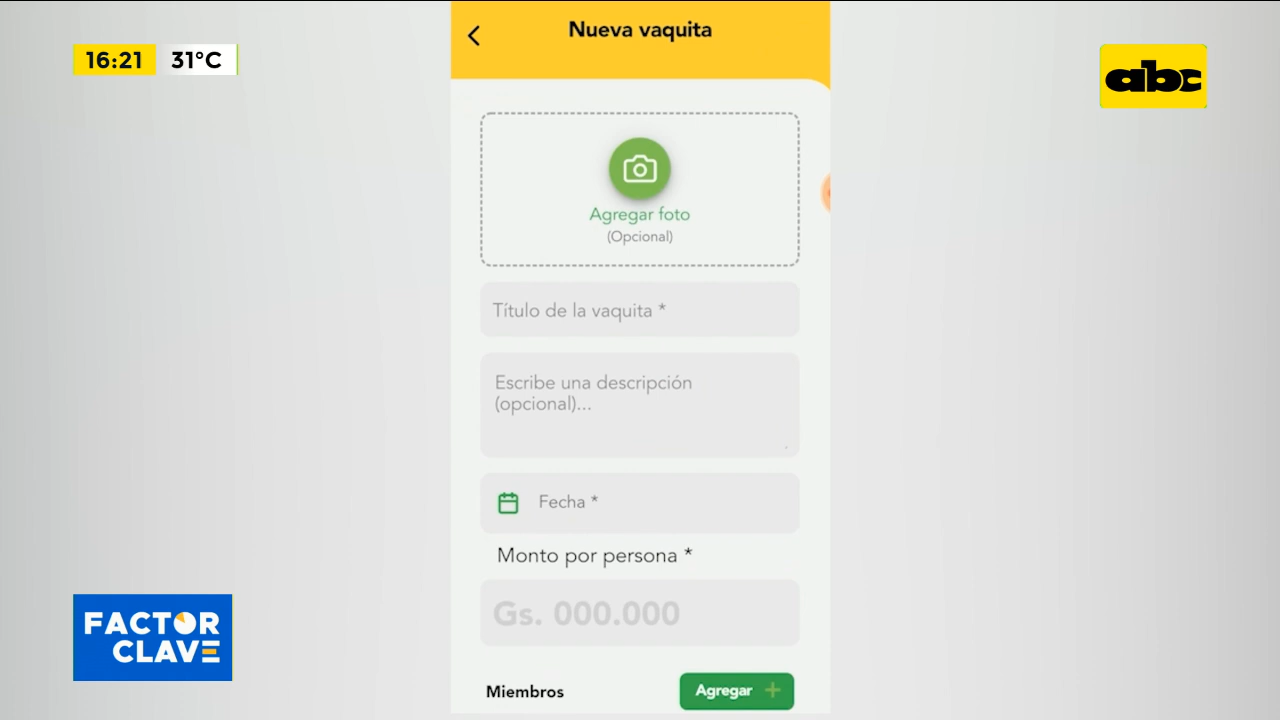 16:21 31°C
abc
Nueva vaquita
Agregar foto
(Opcional)
Título de la vaquita *
Escribe una descripción
(opcional)...
Fecha *
Monto por persona *
Gs. 000.000
Miembros
Agregar +
FACTOR
CLAVE